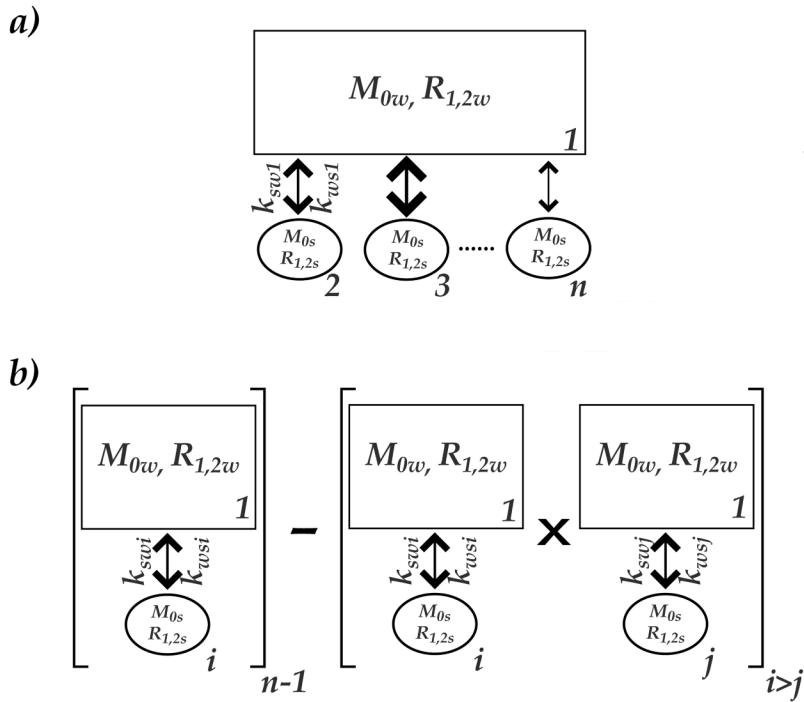 a)
M0w, R1,2w
1
ksw1 kws1
M0s M0s M0s
R1,2s R1,2s ...... R1,2s
2 3 n
b)
M0w, R1,2w M0w, R1,2w M0w, R1,2w
1 1 1
− ×
kswi kwsi kswi kwsi kswj kwsj
M0s M0s M0s
R1,2s R1,2s R1,2s
i i j
n-1 i>j